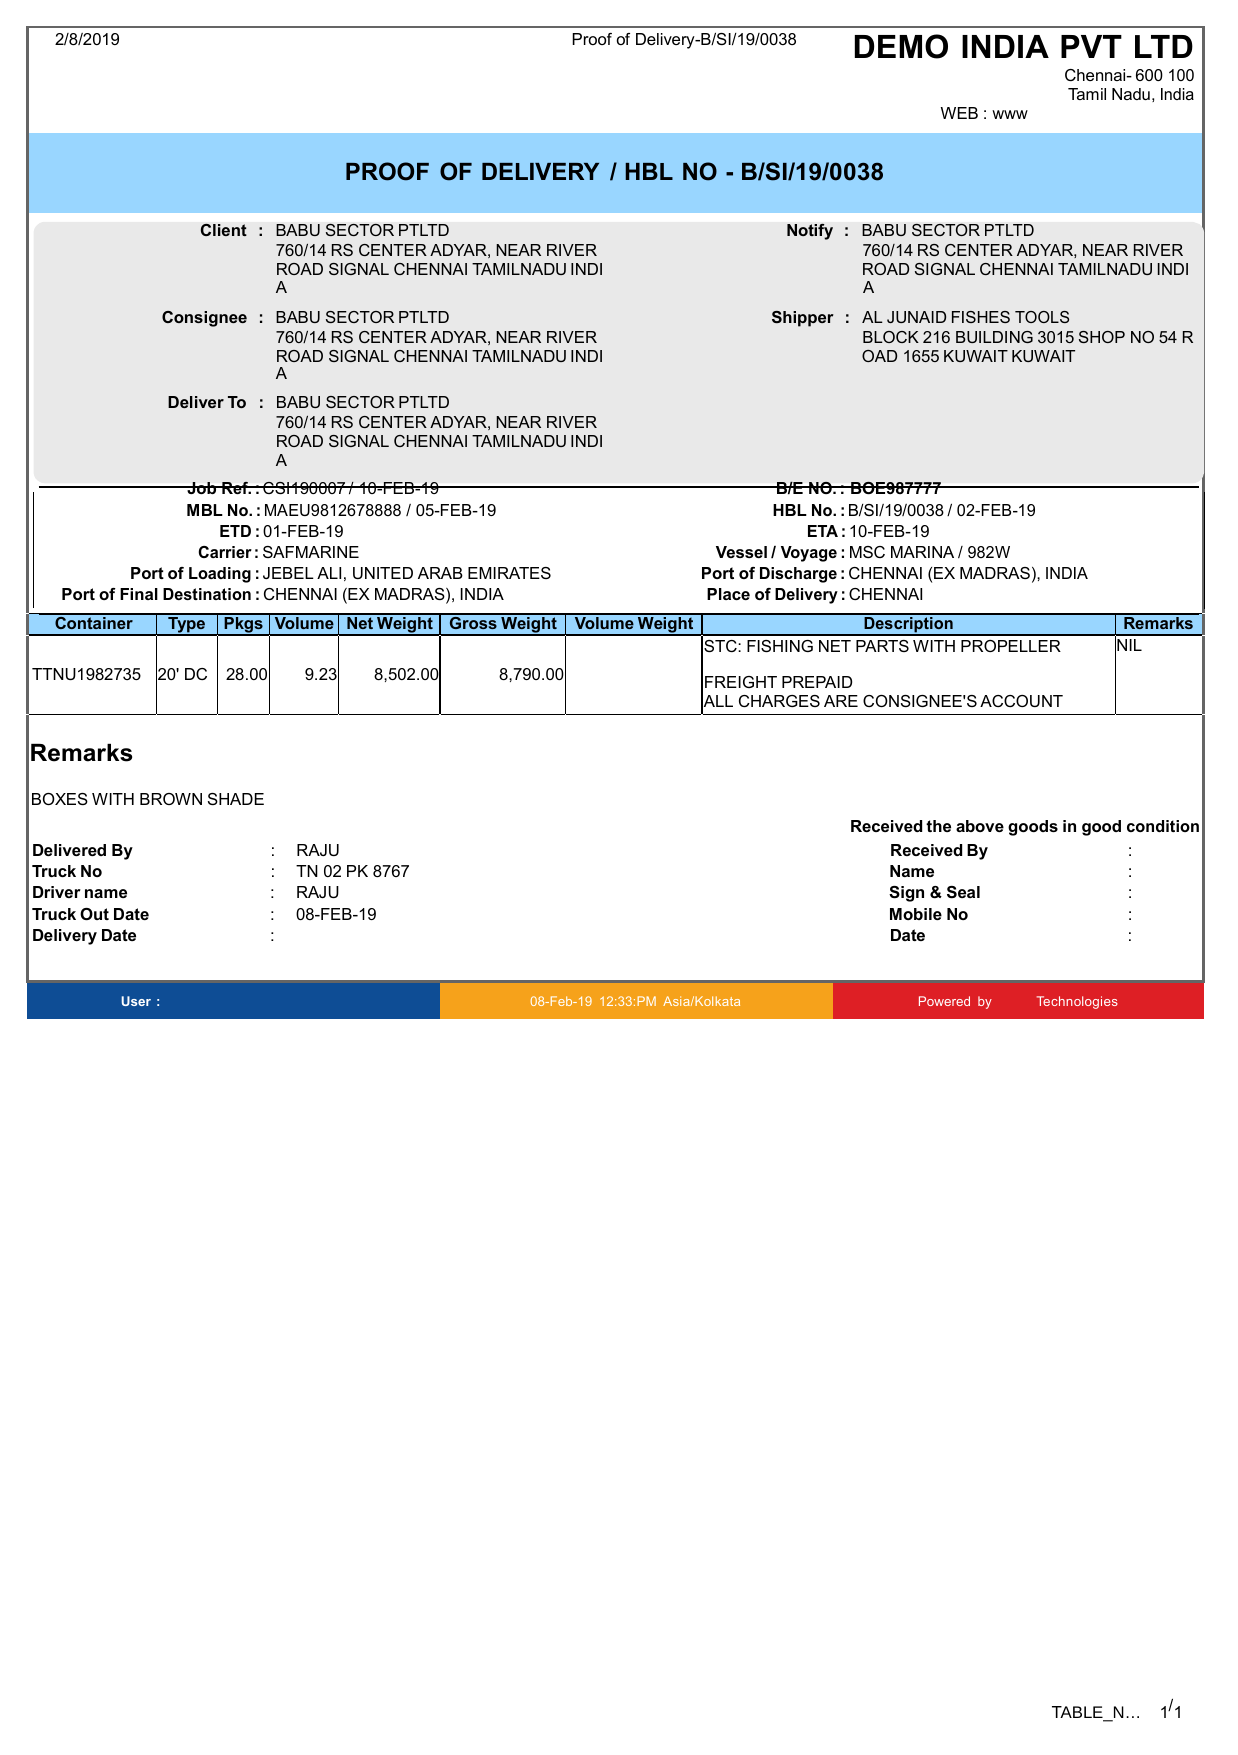 2/8/2019 Proof of Delivery-B/SI/19/0038 DEMO INDIA PVT LTD
Chennai- 600 100
Tamil Nadu, India
WEB : www
PROOF OF DELIVERY / HBL NO - B/SI/19/0038
Client : BABU SECTOR PTLTD Notify : BABU SECTOR PTLTD
760/14 RS CENTER ADYAR, NEAR RIVER 760/14 RS CENTER ADYAR, NEAR RIVER
ROAD SIGNAL CHENNAI TAMILNADU INDI ROAD SIGNAL CHENNAI TAMILNADU INDI
A A
Consignee : BABU SECTOR PTLTD Shipper : AL JUNAID FISHES TOOLS
760/14 RS CENTER ADYAR, NEAR RIVER BLOCK 216 BUILDING 3015 SHOP NO 54 R
ROAD SIGNAL CHENNAI TAMILNADU INDI OAD 1655 KUWAIT KUWAIT
A
Deliver To : BABU SECTOR PTLTD
760/14 RS CENTER ADYAR, NEAR RIVER
ROAD SIGNAL CHENNAI TAMILNADU INDI
A
Job Ref. : CSI190007 / 10-FEB-19 B/E NO. : BOE987777
MBL No. : MAEU9812678888 / 05-FEB-19 HBL No. : B/SI/19/0038 / 02-FEB-19
ETD : 01-FEB-19 ETA : 10-FEB-19
Carrier : SAFMARINE Vessel / Voyage : MSC MARINA / 982W
Port of Loading : JEBEL ALI, UNITED ARAB EMIRATES Port of Discharge : CHENNAI (EX MADRAS), INDIA
Port of Final Destination : CHENNAI (EX MADRAS), INDIA Place of Delivery : CHENNAI
Container Type Pkgs Volume Net Weight Gross Weight Volume Weight Description Remarks
STC: FISHING NET PARTS WITH PROPELLER NIL
TTNU1982735 20' DC 28.00 9.23 8,502.00 8,790.00
FREIGHT PREPAID
ALL CHARGES ARE CONSIGNEE'S ACCOUNT
Remarks
BOXES WITH BROWN SHADE
Received the above goods in good condition
Delivered By : RAJU Received By :
Truck No : TN 02 PK 8767 Name :
Driver name : RAJU Sign & Seal :
Truck Out Date : 08-FEB-19 Mobile No :
Delivery Date : Date :
User : 08-Feb-19 12:33:PM Asia/Kolkata Powered by Technologies
TABLE_N… 1/1